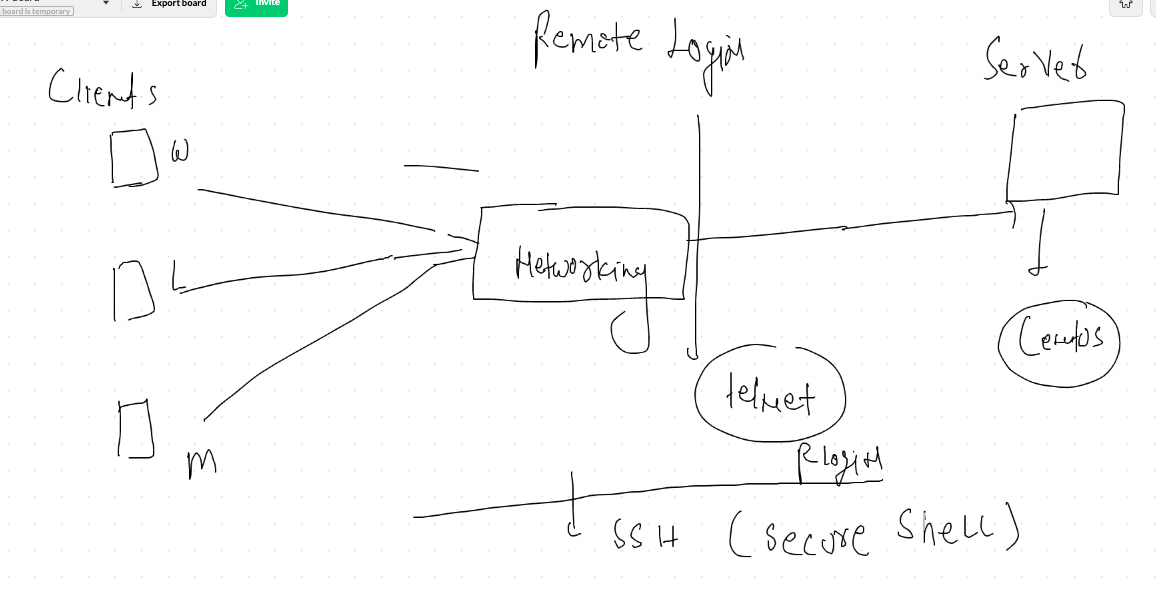 board is temporary
Export board
Invite
Remote Login
Server
Clients
W
L
M
Networking
Centos
telnet
RLogin
SSH (Secure Shell)